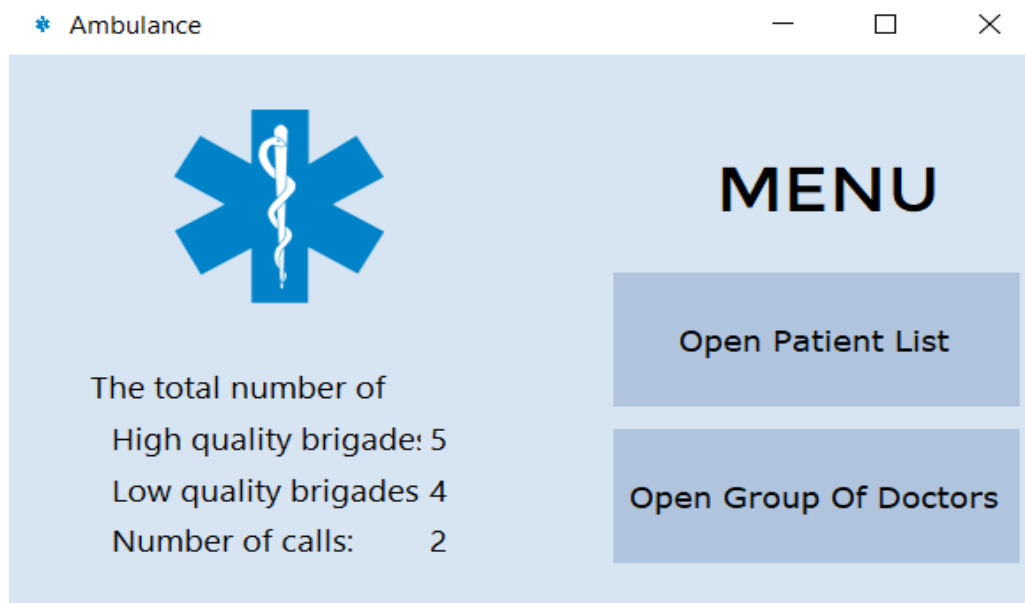 Ambulance
MENU
Open Patient List
Open Group Of Doctors
The total number of
High quality brigades 5
Low quality brigades 4
Number of calls: 2